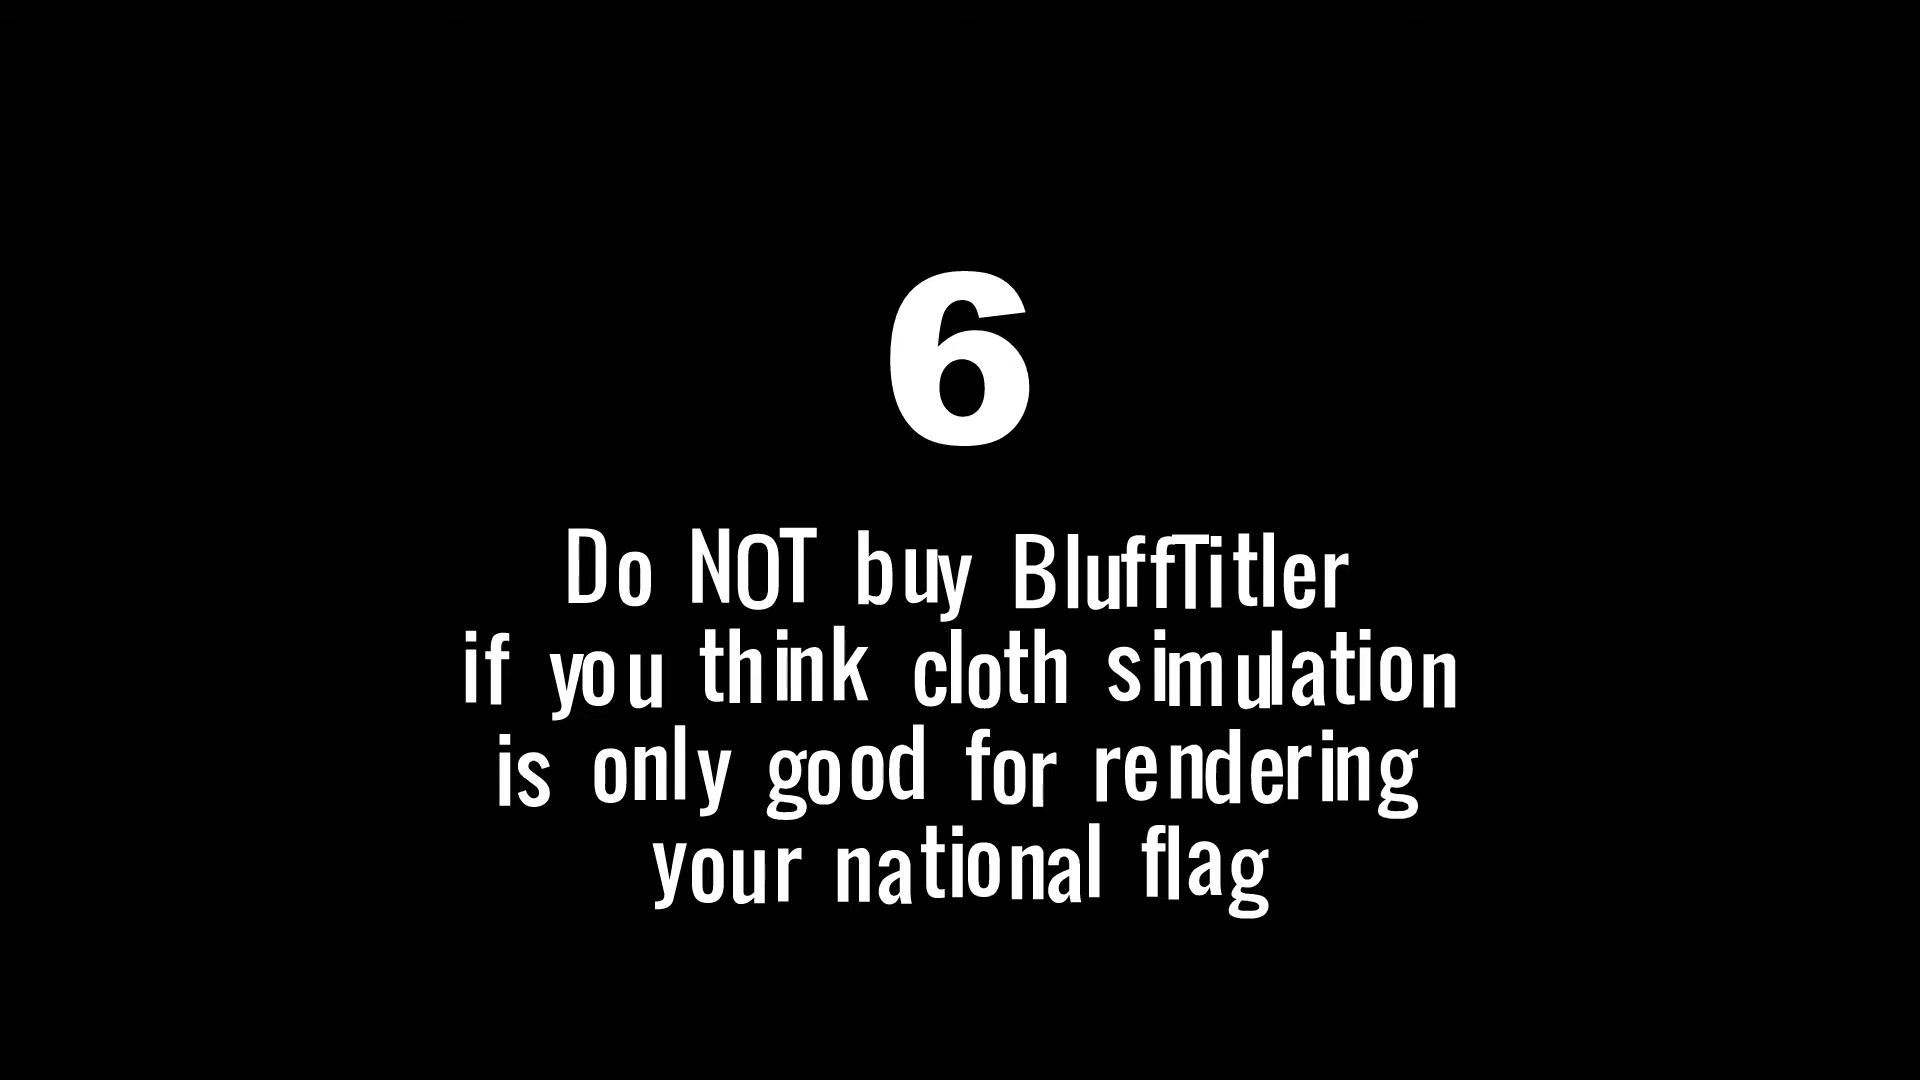 6
Do NOT buy BluffTitler
if you think cloth simulation
is only good for rendering
your national flag